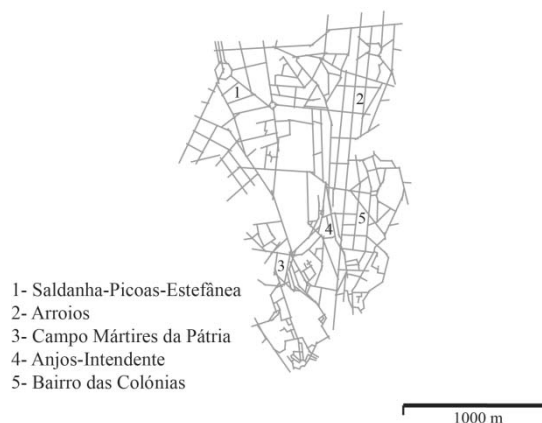 1
2
5
4
3
1- Saldanha-Picoas-Estefânea
2- Arroios
3- Campo Mártires da Pátria
4- Anjos-Intendente
5- Bairro das Colónias
1000 m